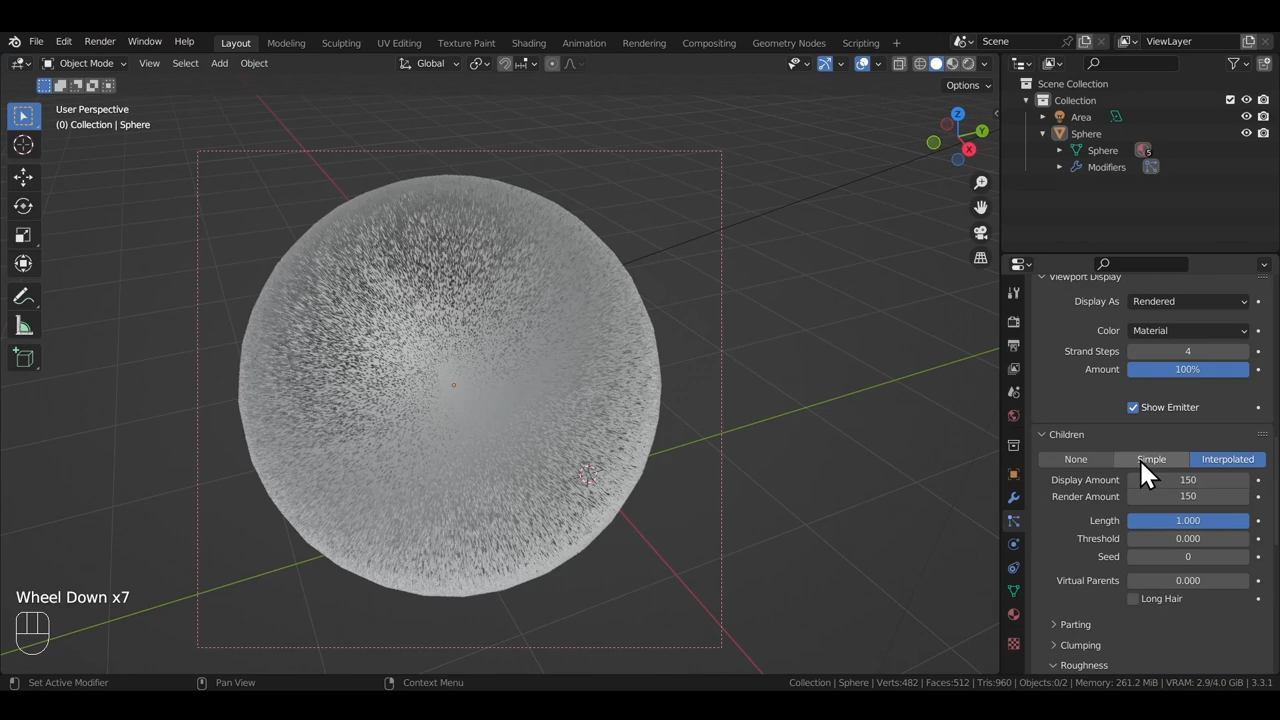 File Edit Render Window Help Layout Modeling Sculpting UV Editing Texture Paint Shading Animation Rendering Compositing Geometry Nodes Scripting + Scene ViewLayer
Object Mode View Select Add Object Global
Options
User Perspective
(0) Collection | Sphere
Z
Y
X
Scene Collection
Collection
Area
Sphere
Sphere 5
Modifiers
Viewport Display
Display As Rendered
Color Material
Strand Steps 4
Amount 100%
Show Emitter
Children
None Simple Interpolated
Display Amount 150
Render Amount 150
Length 1.000
Threshold 0.000
Seed 0
Virtual Parents 0.000
Long Hair
Parting
Clumping
Roughness
Wheel Down x7
Set Active Modifier Pan View Context Menu Collection | Sphere | Verts:482 | Faces:512 | Tris:960 | Objects:0/2 | Memory: 261.2 MiB | VRAM: 2.9/4.0 GiB | 3.3.1